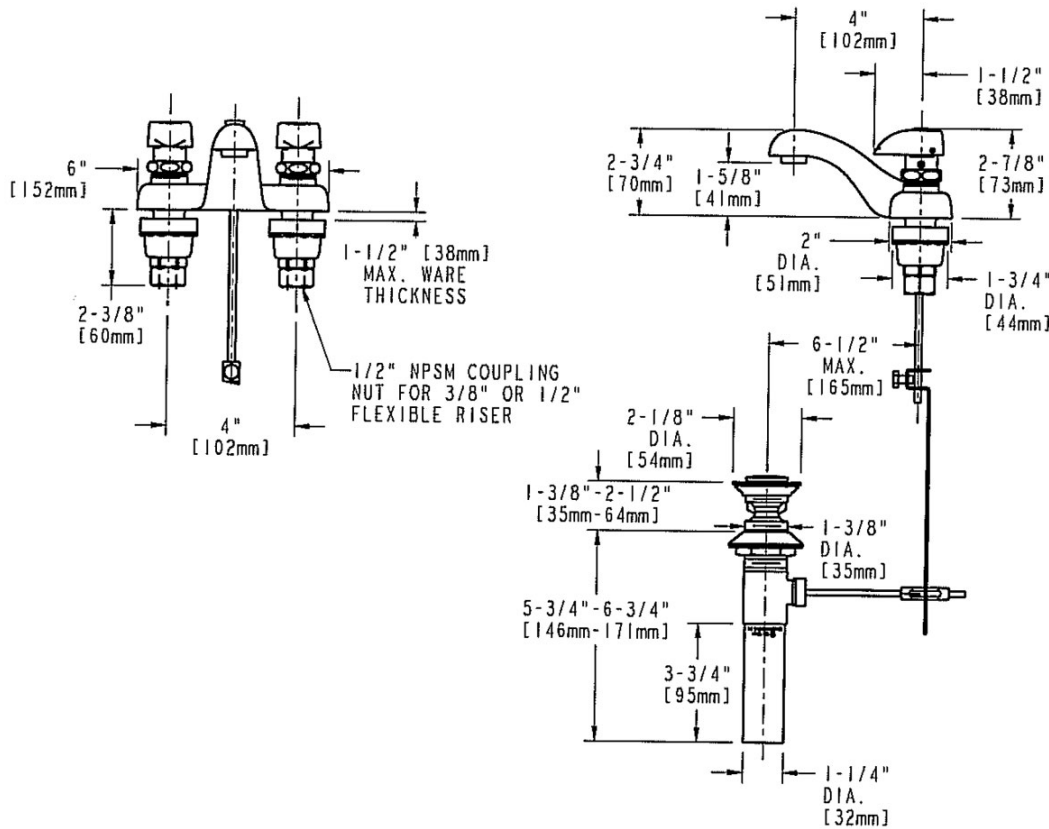 6"
[152mm]
2-3/8"
[60mm]
4"
[102mm]
1-1/2" [38mm]
MAX. WARE
THICKNESS
1/2" NPSM COUPLING
NUT FOR 3/8" OR 1/2"
FLEXIBLE RISER
4"
[102mm]
1-1/2"
[38mm]
2-3/4"
[70mm]
1-5/8"
[41mm]
2-7/8"
[73mm]
2"
DIA.
[51mm]
1-3/4"
DIA.
[44mm]
6-1/2"
MAX.
[165mm]
2-1/8"
DIA.
[54mm]
1-3/8"-2-1/2"
[35mm-64mm]
1-3/8"
DIA.
[35mm]
5-3/4"-6-3/4"
[146mm-171mm]
3-3/4"
[95mm]
1-1/4"
DIA.
[32mm]